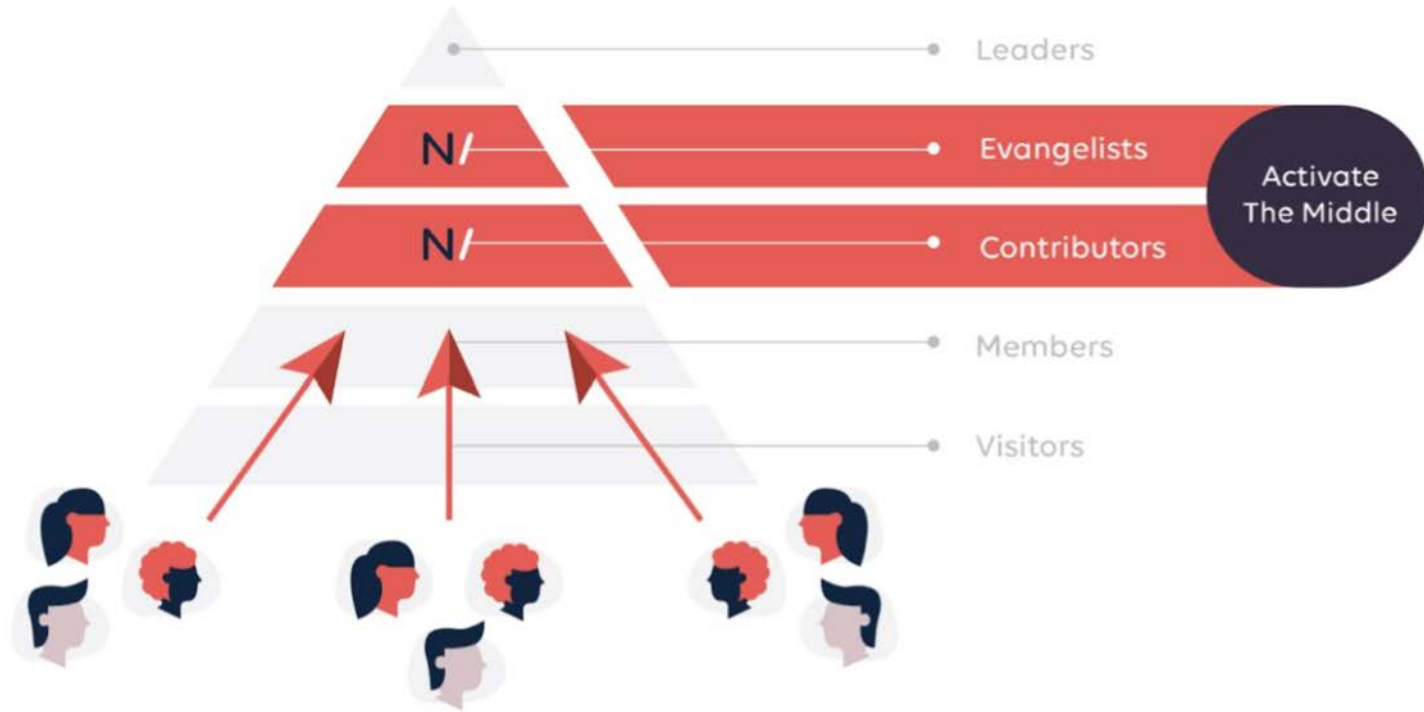 Leaders
N/ Evangelists
Activate
The Middle
N/ Contributors
Members
Visitors